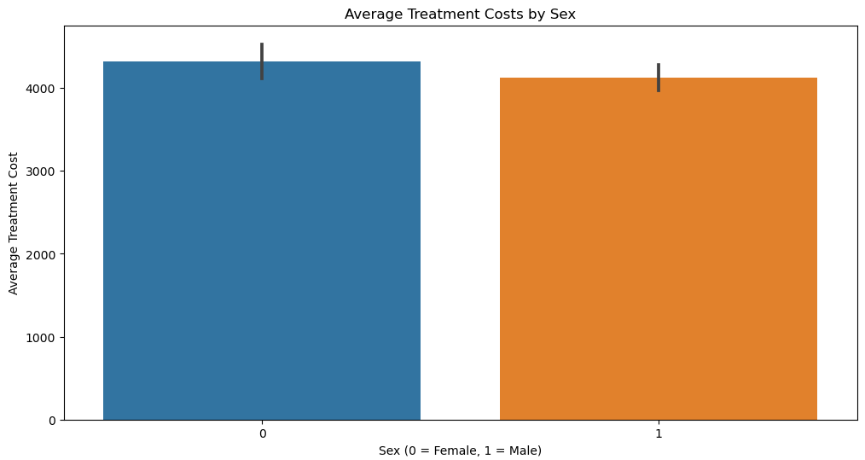 Average Treatment Costs by Sex
Average Treatment Cost
4000
3000
2000
1000
0
0
1
Sex (0 = Female, 1 = Male)